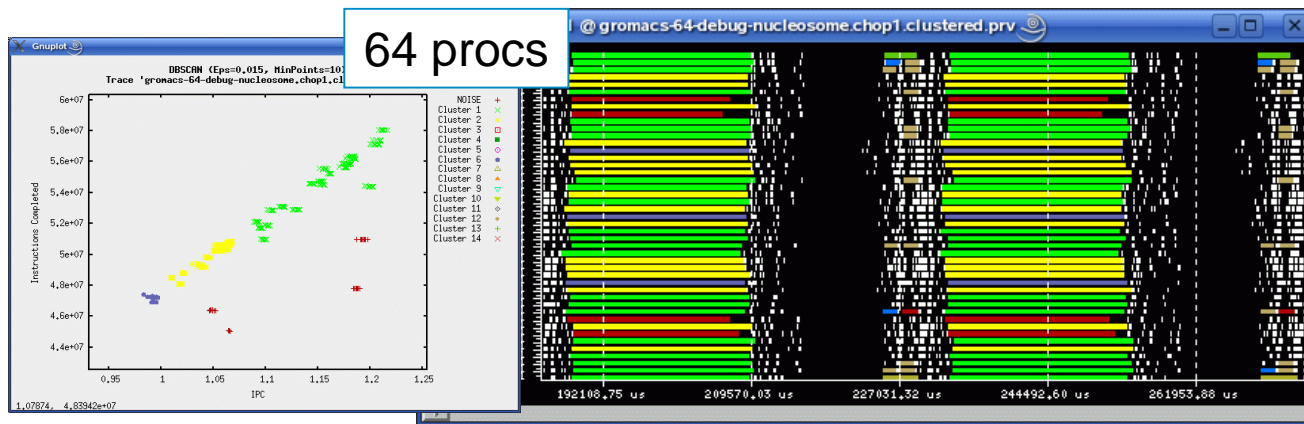 64 procs
Gnuplot
DBSCAN (Eps=0,015, MinPoints=10)
Trace 'gromacs-64-debug-nucleosome.chop1.cl
6e+07
5,8e+07
5,6e+07
5,4e+07
5,2e+07
5e+07
4,8e+07
4,6e+07
4,4e+07
Instructions Completed
0,95
1
1,05
1,1
1,15
1,2
1,25
IPC
NOISE
Cluster 1
Cluster 2
Cluster 3
Cluster 4
Cluster 5
Cluster 6
Cluster 7
Cluster 8
Cluster 9
Cluster 10
Cluster 11
Cluster 12
Cluster 13
Cluster 14
1,07874, 4,83942e+07
@ gromacs-64-debug-nucleosome.chop1.clustered.prv
192108,75 us
209570,03 us
227031,32 us
244492,60 us
261953,88 us